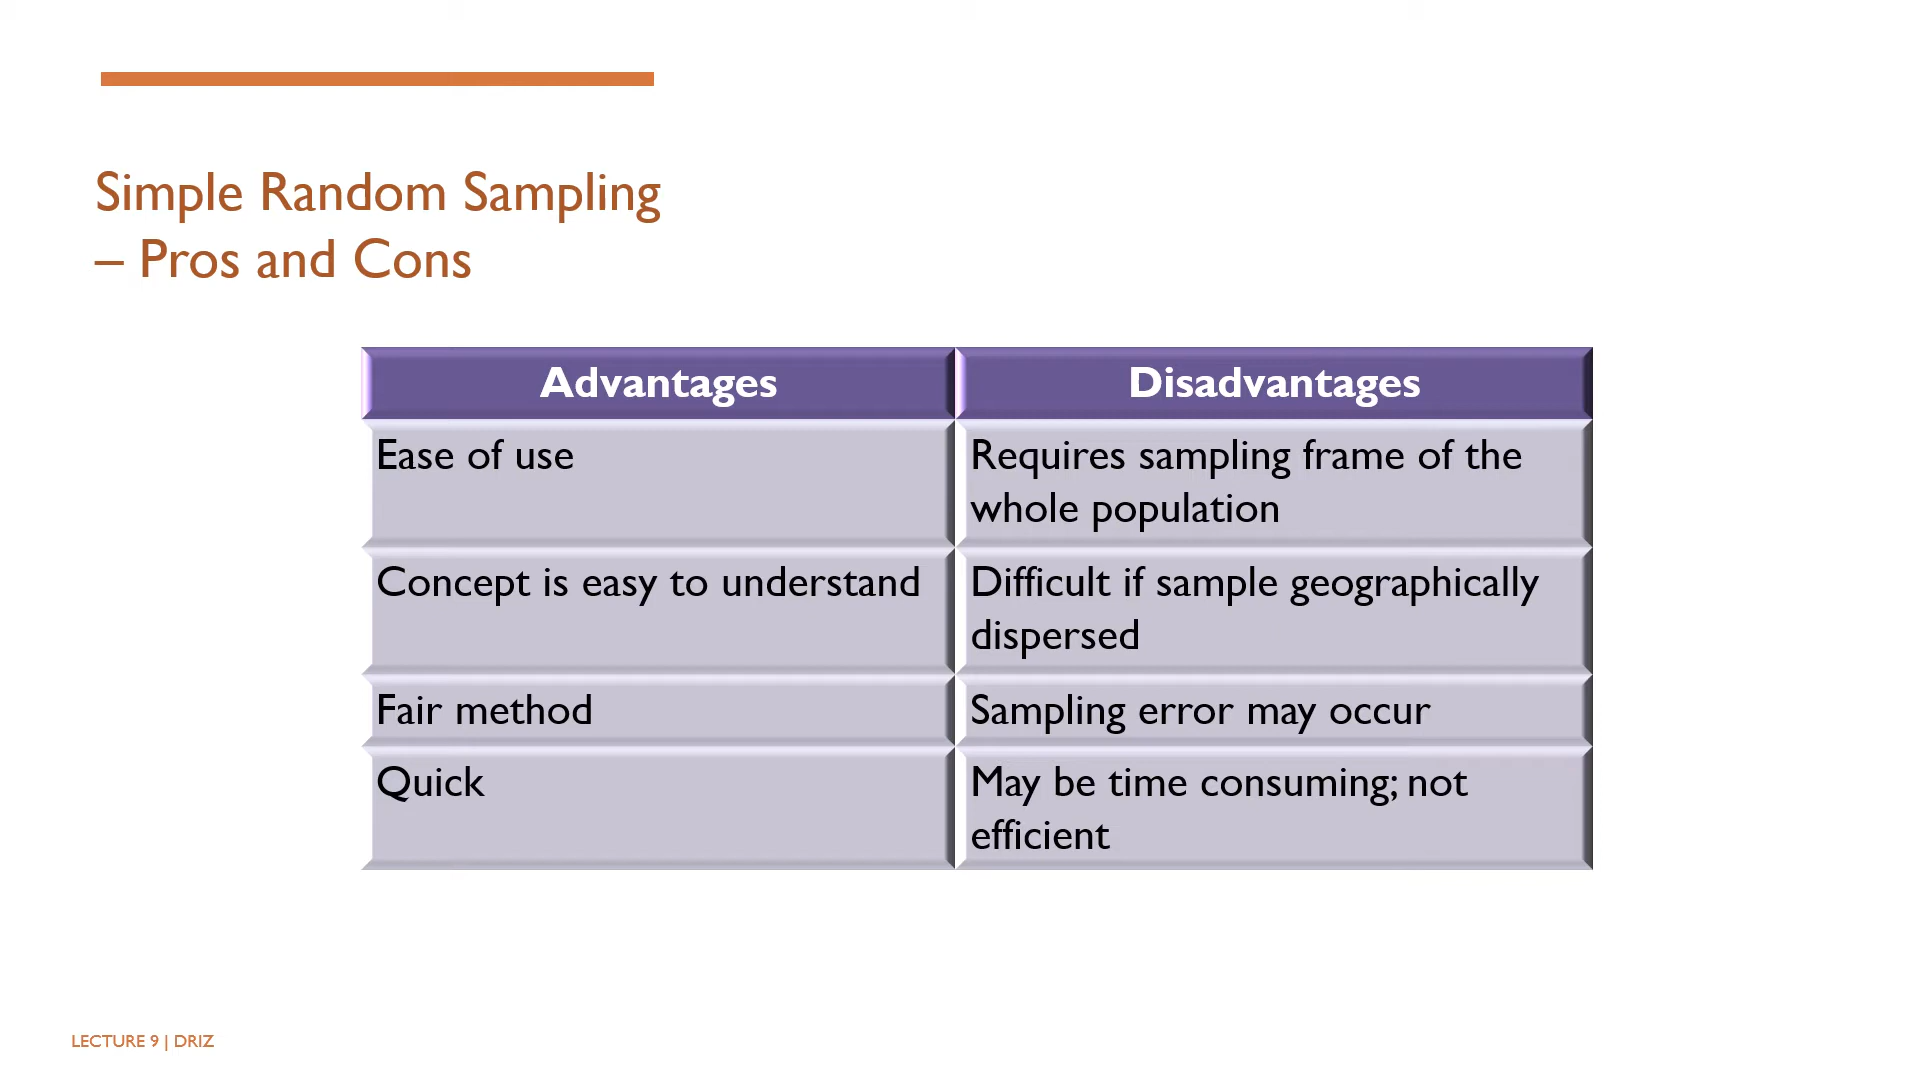 Simple Random Sampling
– Pros and Cons
Advantages
Disadvantages
Ease of use
Requires sampling frame of the
whole population
Concept is easy to understand
Difficult if sample geographically
dispersed
Fair method
Sampling error may occur
Quick
May be time consuming; not
efficient
LECTURE 9 | DRIZ